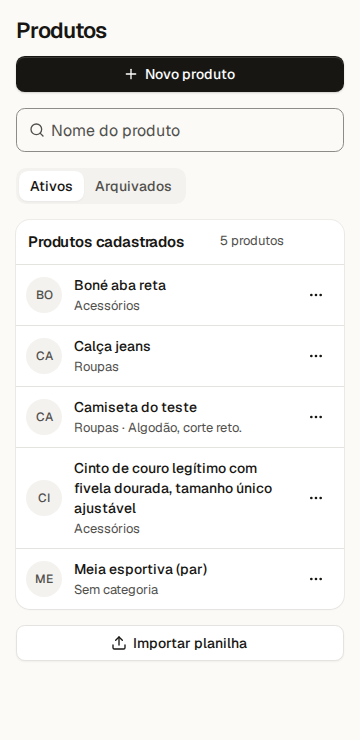 Produtos
Novo produto
Nome do produto
Ativos Arquivados
Produtos cadastrados 5 produtos
BO Boné aba reta
Acessórios
CA Calça jeans
Roupas
CA Camiseta do teste
Roupas · Algodão, corte reto.
Cinto de couro legítimo com
fivela dourada, tamanho único
CI ajustável
Acessórios
ME Meia esportiva (par)
Sem categoria
Importar planilha